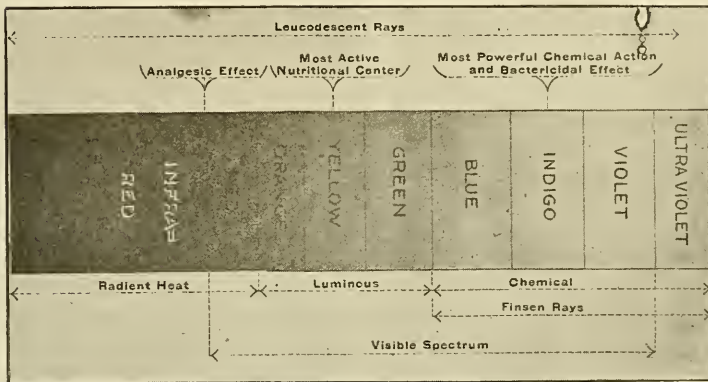 Leucodescent Rays
Analgesic Effect
Most Active
Nutritional Center
Most Powerful Chemical Action
and Bactericidal Effect
INFRA
RED
ORANGE
YELLOW
GREEN
BLUE
INDIGO
VIOLET
ULTRA VIOLET
Radient Heat
Luminous
Chemical
Finsen Rays
Visible Spectrum